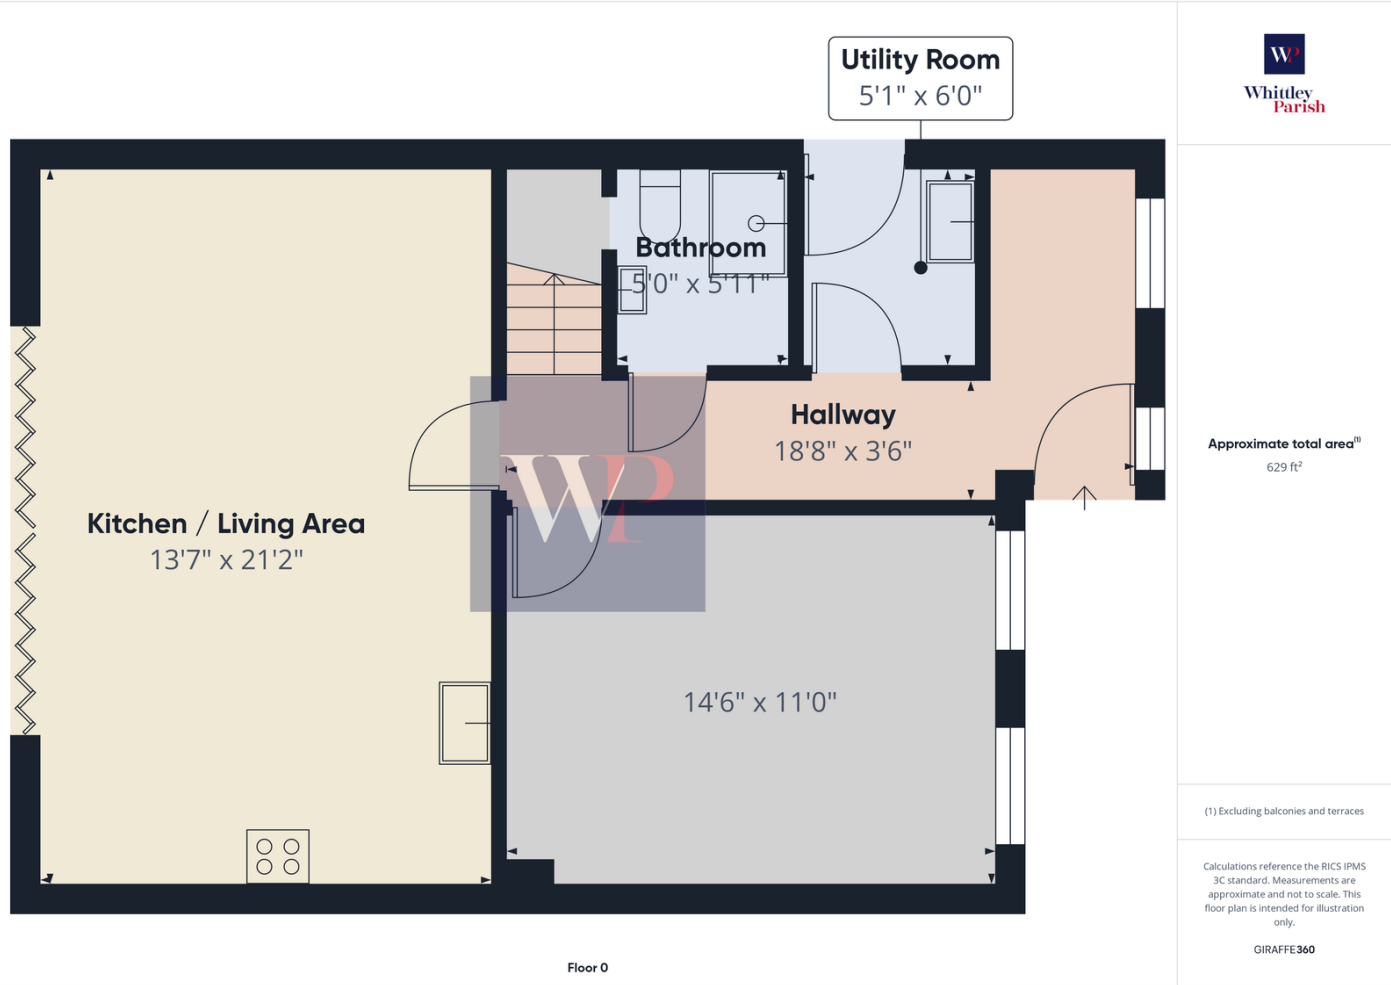 Utility Room
5'1" x 6'0"
WP
Whittley
Parish
Bathroom
5'0" x 5'11"
Hallway
18'8" x 3'6"
WP
Kitchen / Living Area
13'7" x 21'2"
14'6" x 11'0"
Approximate total area(1)
629 ft²
(1) Excluding balconies and terraces
Calculations reference the RICS IPMS
3C standard. Measurements are
approximate and not to scale. This
floor plan is intended for illustration
only.
GIRAFFE360
Floor 0